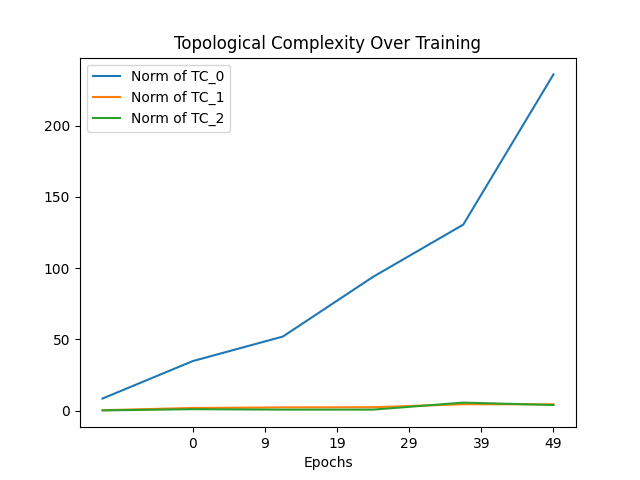 Topological Complexity Over Training
Norm of TC_0
Norm of TC_1
Norm of TC_2
200
150
100
50
0
0 9 19 29 39 49
Epochs